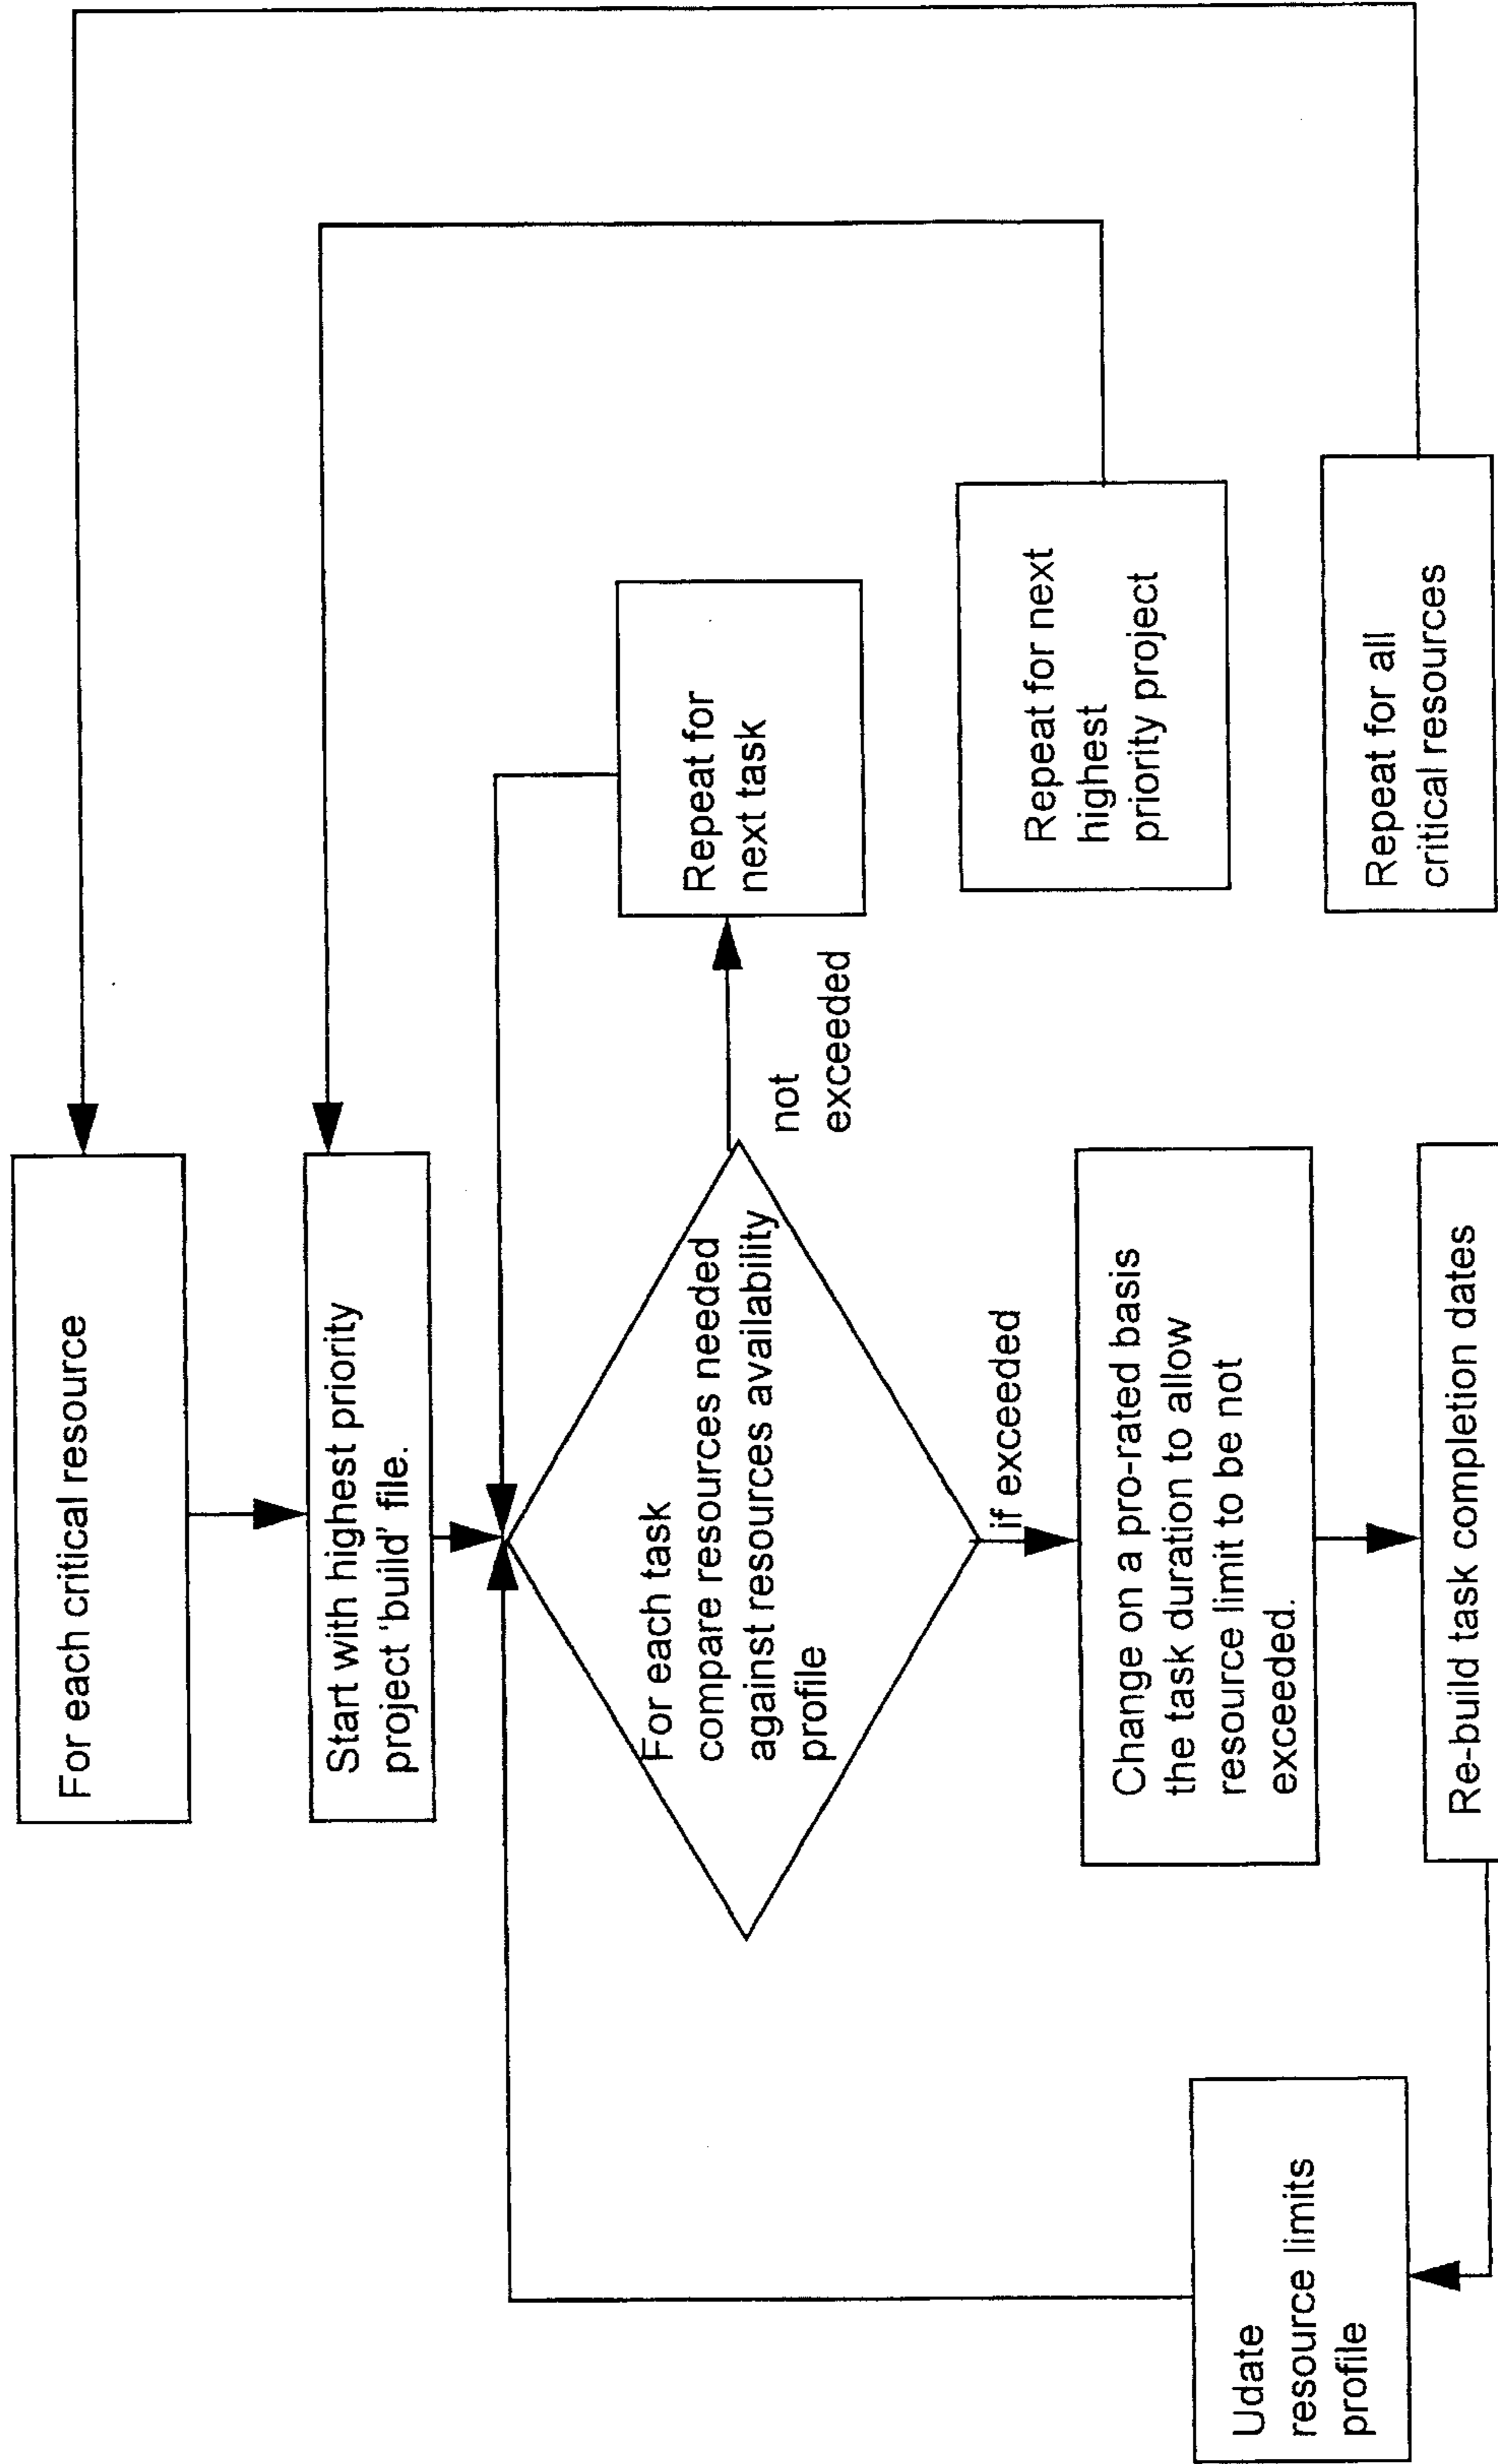 For each critical resource
Start with highest priority
project 'build' file.
For each task
compare resources needed
against resources availability
profile
not
exceeded
Repeat for
next task
if exceeded
Change on a pro-rated basis
the task duration to allow
resource limit to be not
exceeded.
Re-build task completion dates
Udate
resource limits
profile
Repeat for next
highest
priority project
Repeat for all
critical resources